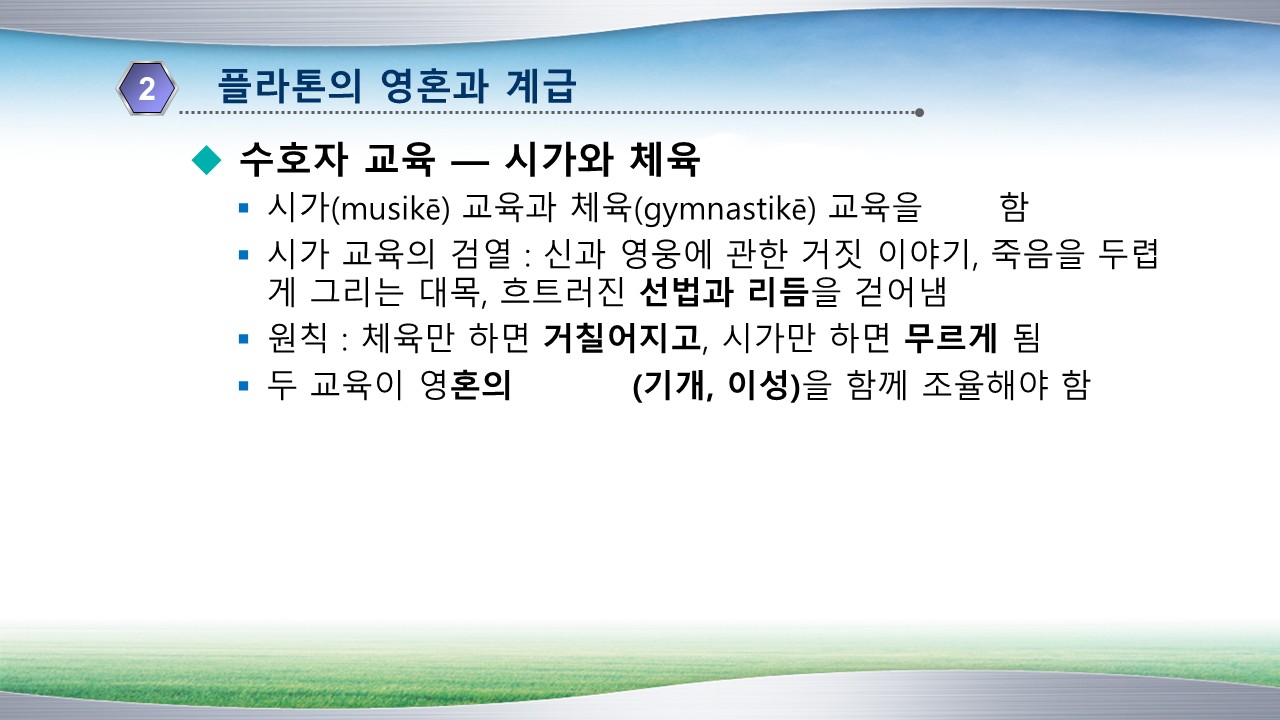 2
플라톤의 영혼과 계급
수호자 교육 — 시가와 체육
시가(musikē) 교육과 체육(gymnastikē) 교육을 함
시가 교육의 검열 : 신과 영웅에 관한 거짓 이야기, 죽음을 두렵
게 그리는 대목, 흐트러진 선법과 리듬을 걷어냄
원칙 : 체육만 하면 거칠어지고, 시가만 하면 무르게 됨
두 교육이 영혼의 (기개, 이성)을 함께 조율해야 함